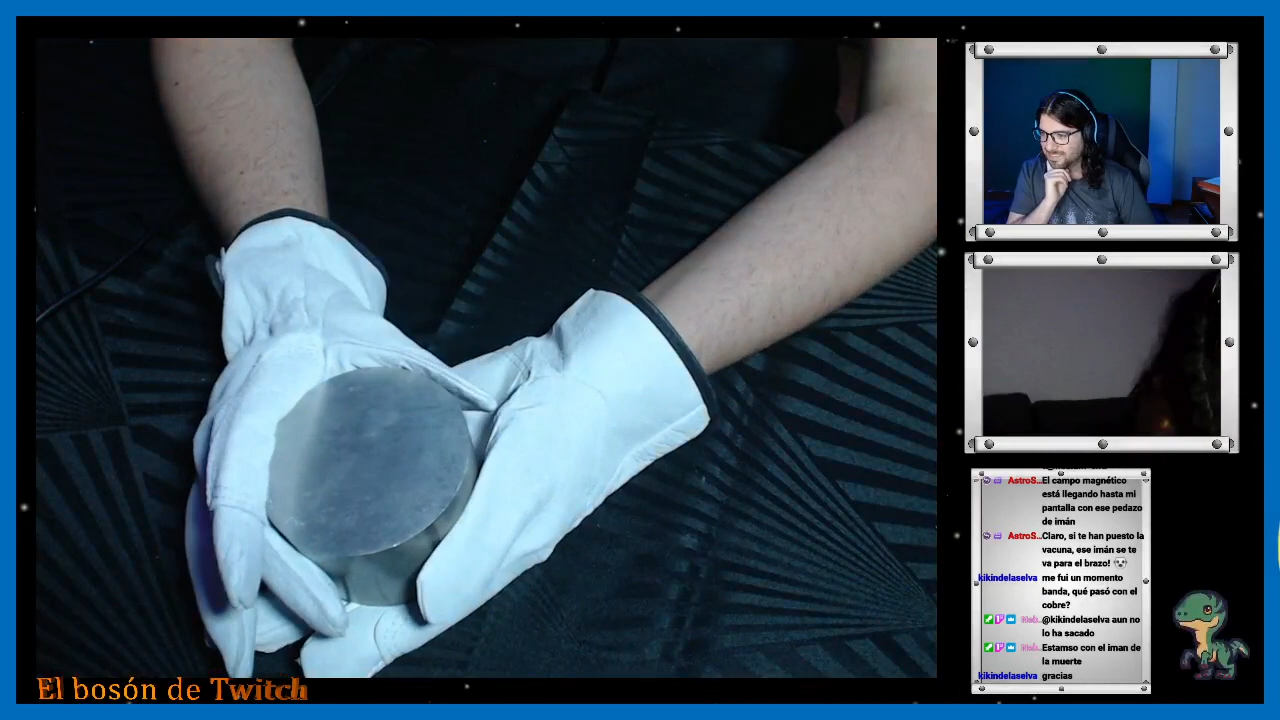 AstroS... El campo magnético
está llegando hasta mi
pantalla con ese pedazo
de imán
AstroS... Claro, si te han puesto la
vacuna, ese imán se te
va para el brazo!
kikindelaselva me fui un momento
banda, qué pasó con el
cobre?
Nels... @kikindelaselva aun no
lo ha sacado
Nels... Estamso con el iman de
la muerte
kikindelaselva gracias
El bosón de Twitch